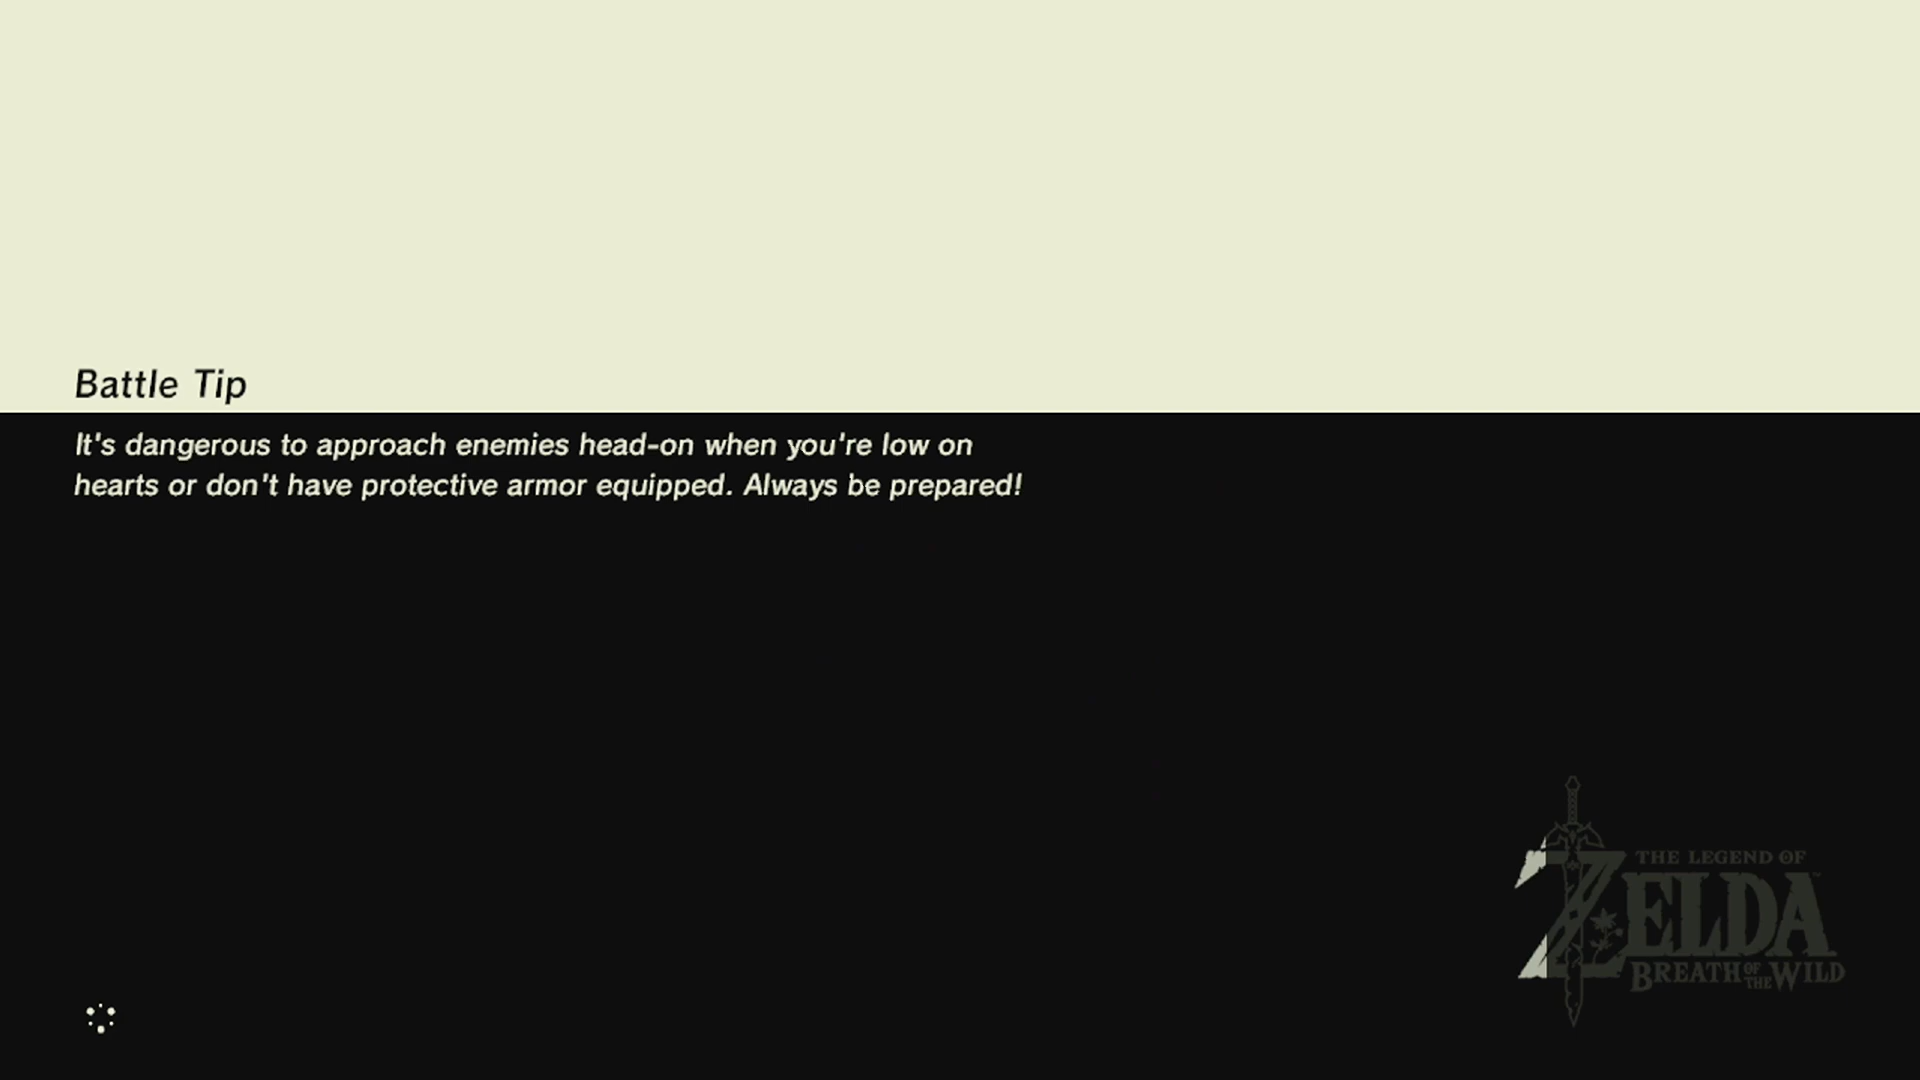 Battle Tip
It's dangerous to approach enemies head-on when you're low on
hearts or don't have protective armor equipped. Always be prepared!
THE LEGEND OF
ZELDA
BREATH OF THE WILD